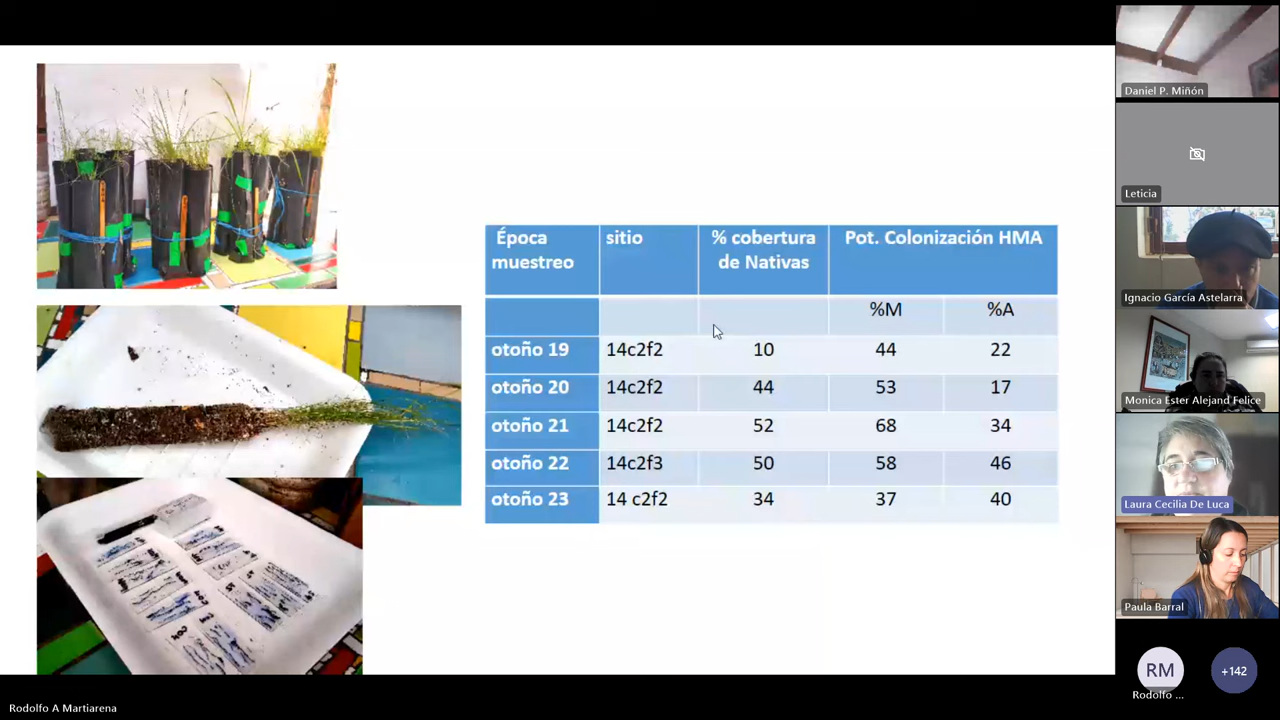 Época muestreo
sitio
% cobertura de Nativas
Pot. Colonización HMA
%M
%A
otoño 19 14c2f2 10 44 22
otoño 20 14c2f2 44 53 17
otoño 21 14c2f2 52 68 34
otoño 22 14c2f3 50 58 46
otoño 23 14 c2f2 34 37 40
Daniel P. Miñón
Leticia
Ignacio García Astelarra
Monica Ester Alejand Felice
Laura Cecilia De Luca
Paula Barral
RM
+142
Rodolfo ...
Rodolfo A Martiarena